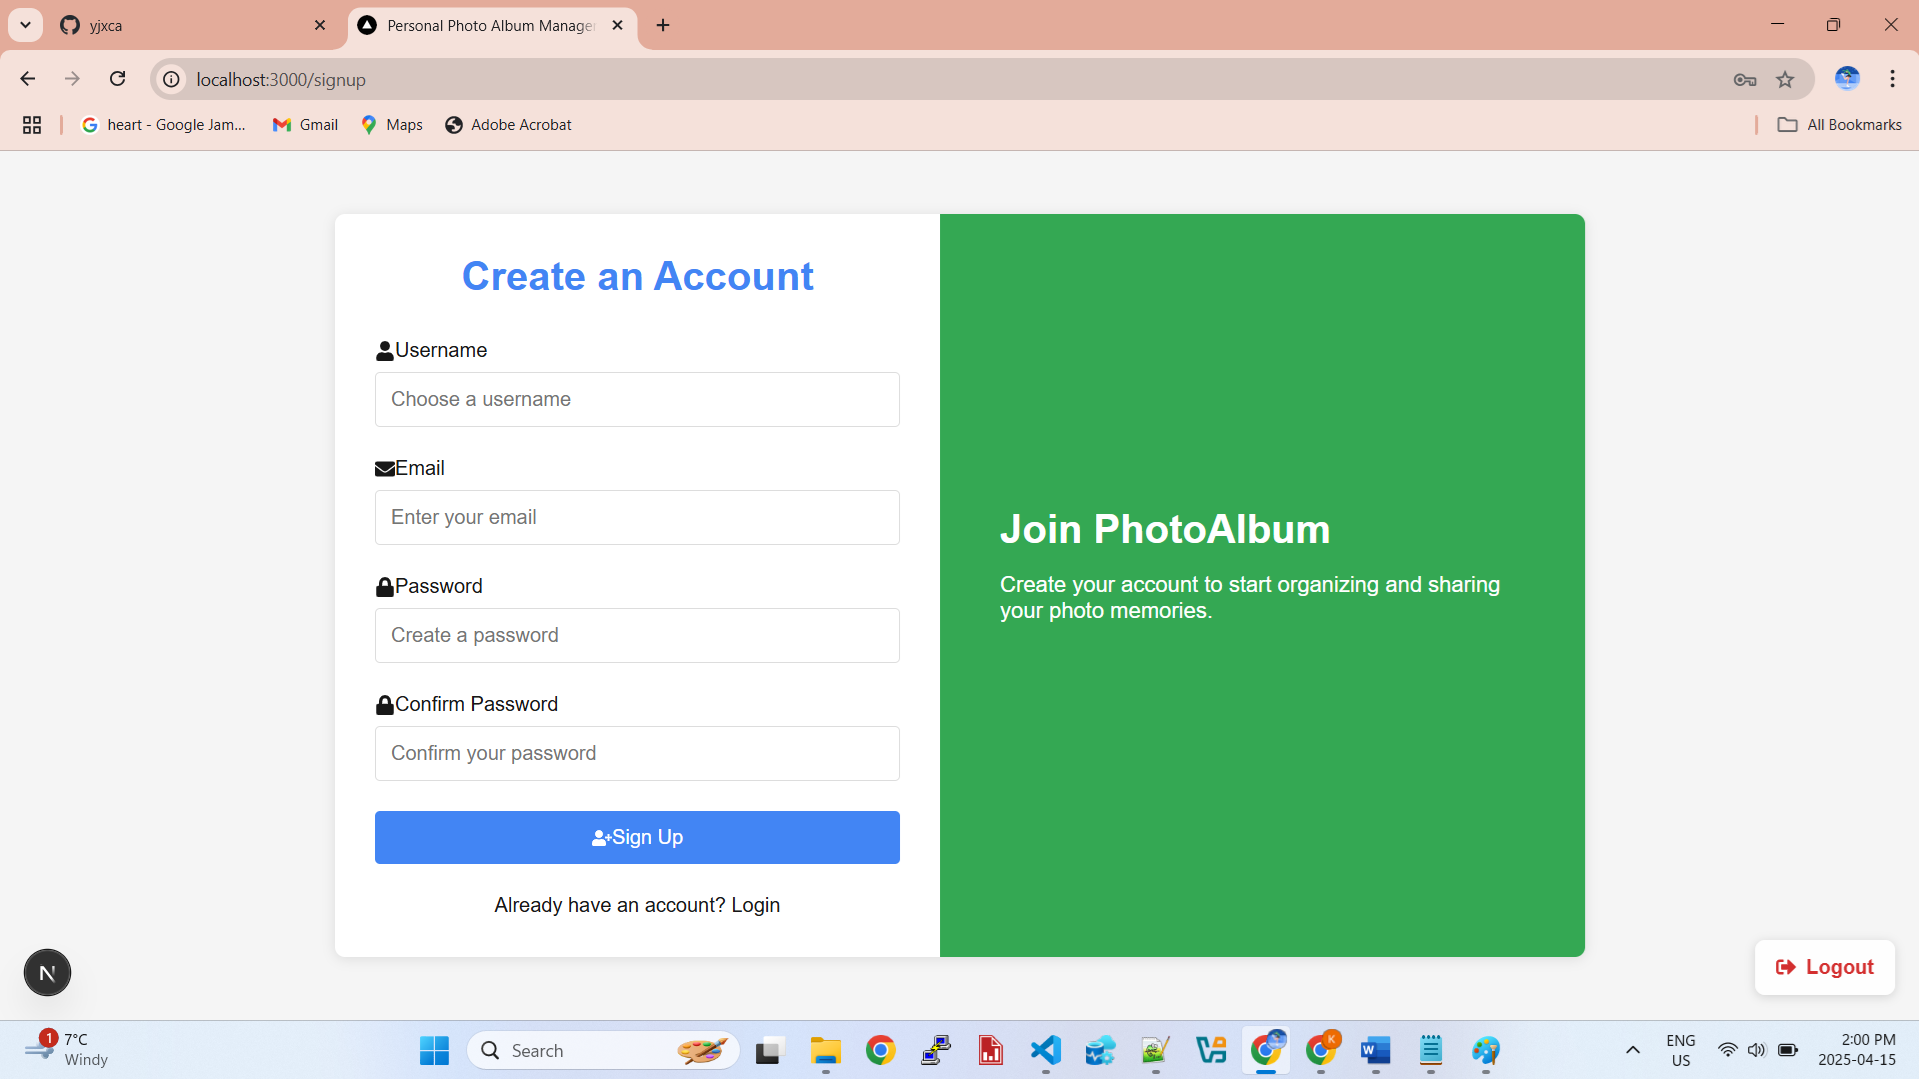 yjxca
Personal Photo Album Manage
localhost:3000/signup
heart - Google Jam...
Gmail
Maps
Adobe Acrobat
All Bookmarks
Create an Account
Username
Choose a username
Email
Enter your email
Password
Create a password
Confirm Password
Confirm your password
Sign Up
Already have an account? Login
Join PhotoAlbum
Create your account to start organizing and sharing
your photo memories.
N
Logout
1
7°C
Windy
Search
K
W
ENG
US
2:00 PM
2025-04-15